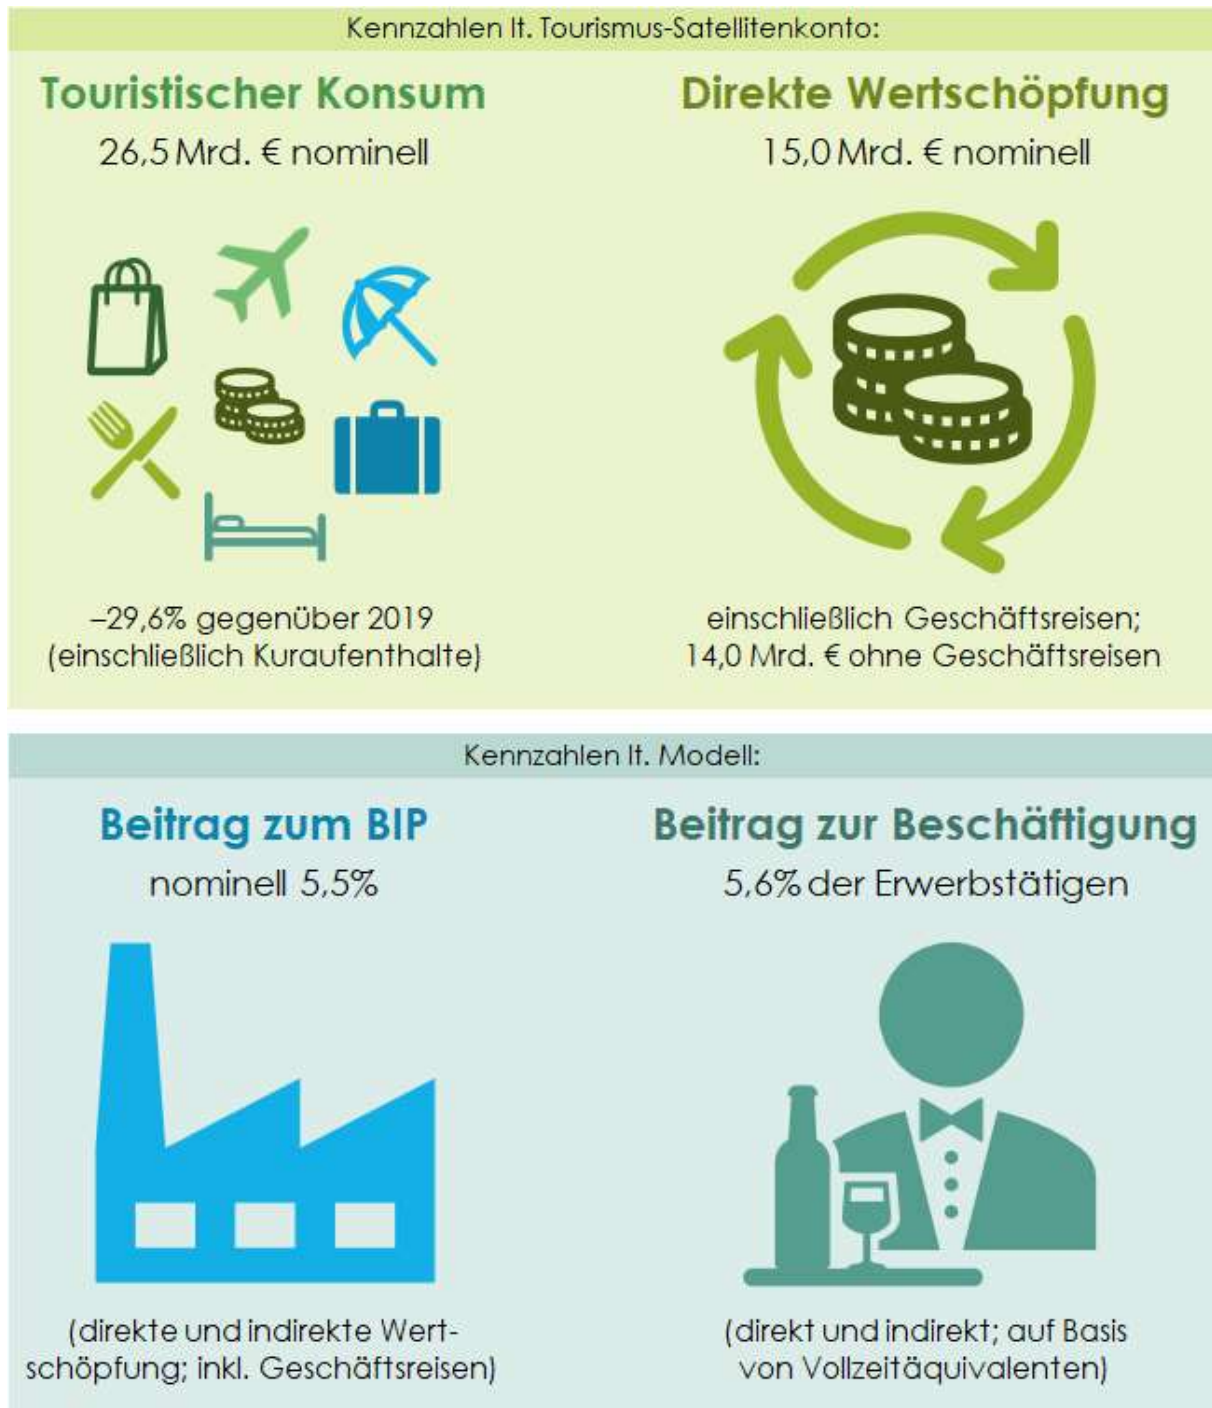 Kennzahlen lt. Tourismus-Satellitenkonto:
Touristischer Konsum
26,5 Mrd. € nominell
–29,6% gegenüber 2019
(einschließlich Kuraufenthalte)
Direkte Wertschöpfung
15,0 Mrd. € nominell
einschließlich Geschäftsreisen;
14,0 Mrd. € ohne Geschäftsreisen
Kennzahlen lt. Modell:
Beitrag zum BIP
nominell 5,5%
(direkte und indirekte Wert-
schöpfung; inkl. Geschäftsreisen)
Beitrag zur Beschäftigung
5,6% der Erwerbstätigen
(direkt und indirekt; auf Basis
von Vollzeitäquivalenten)